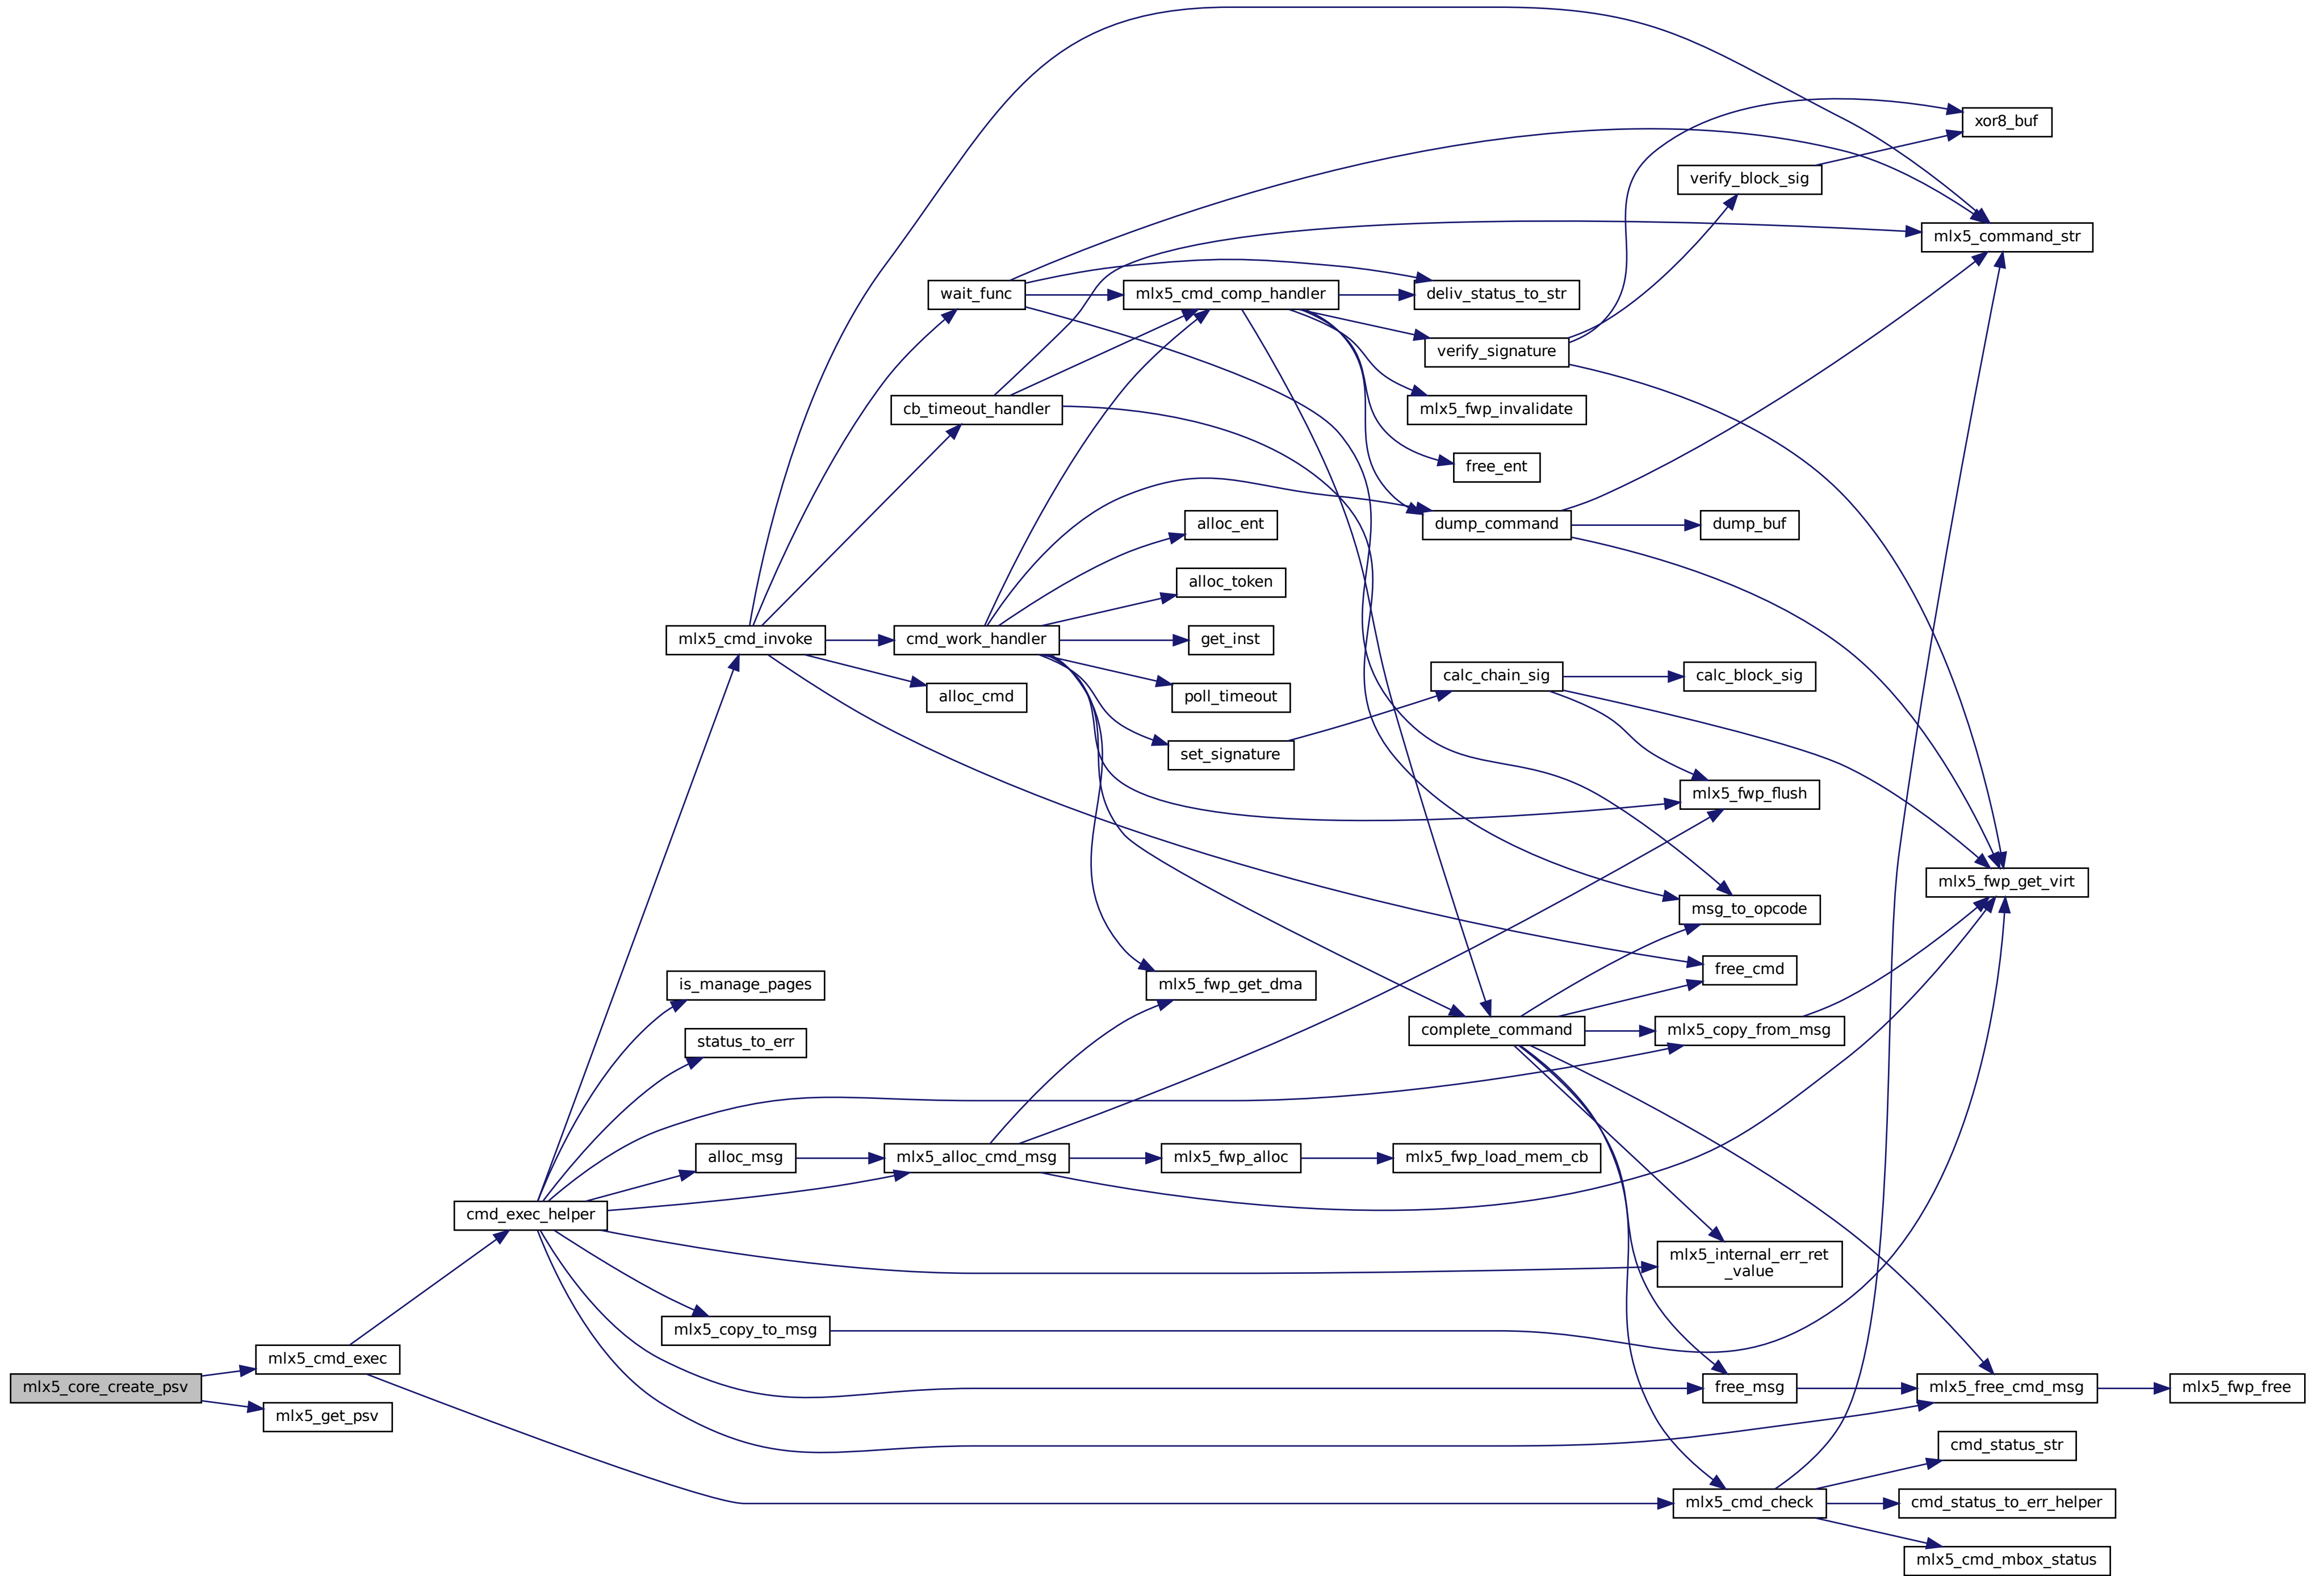 xor8_buf
verify_block_sig
mlx5_command_str
wait_func
mlx5_cmd_comp_handler
deliv_status_to_str
verify_signature
cb_timeout_handler
mlx5_fwp_invalidate
free_ent
alloc_ent
dump_command
dump_buf
alloc_token
mlx5_cmd_invoke
cmd_work_handler
get_inst
calc_chain_sig
calc_block_sig
alloc_cmd
poll_timeout
set_signature
mlx5_fwp_flush
mlx5_fwp_get_virt
msg_to_opcode
free_cmd
is_manage_pages
mlx5_fwp_get_dma
complete_command
mlx5_copy_from_msg
status_to_err
alloc_msg
mlx5_alloc_cmd_msg
mlx5_fwp_alloc
mlx5_fwp_load_mem_cb
cmd_exec_helper
mlx5_internal_err_ret
_value
mlx5_copy_to_msg
mlx5_cmd_exec
mlx5_core_create_psv
free_msg
mlx5_free_cmd_msg
mlx5_fwp_free
mlx5_get_psv
cmd_status_str
mlx5_cmd_check
cmd_status_to_err_helper
mlx5_cmd_mbox_status